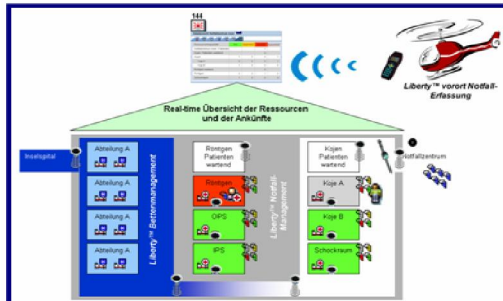 144
Liberty™ vorort Notfall-
Erfassung
Real-time Übersicht der Ressourcen
und der Ankünfte
Inselspital
Abteilung A
Abteilung A
Abteilung A
Abteilung A
Liberty™ Bettenmanagement
Röntgen
Patienten
wartend
Röntgen
OPS
IPS
Liberty™ Notfall-
Management
Kojen
Patienten
wartend
Koje A
Koje B
Schockraum
Notfallzentrum